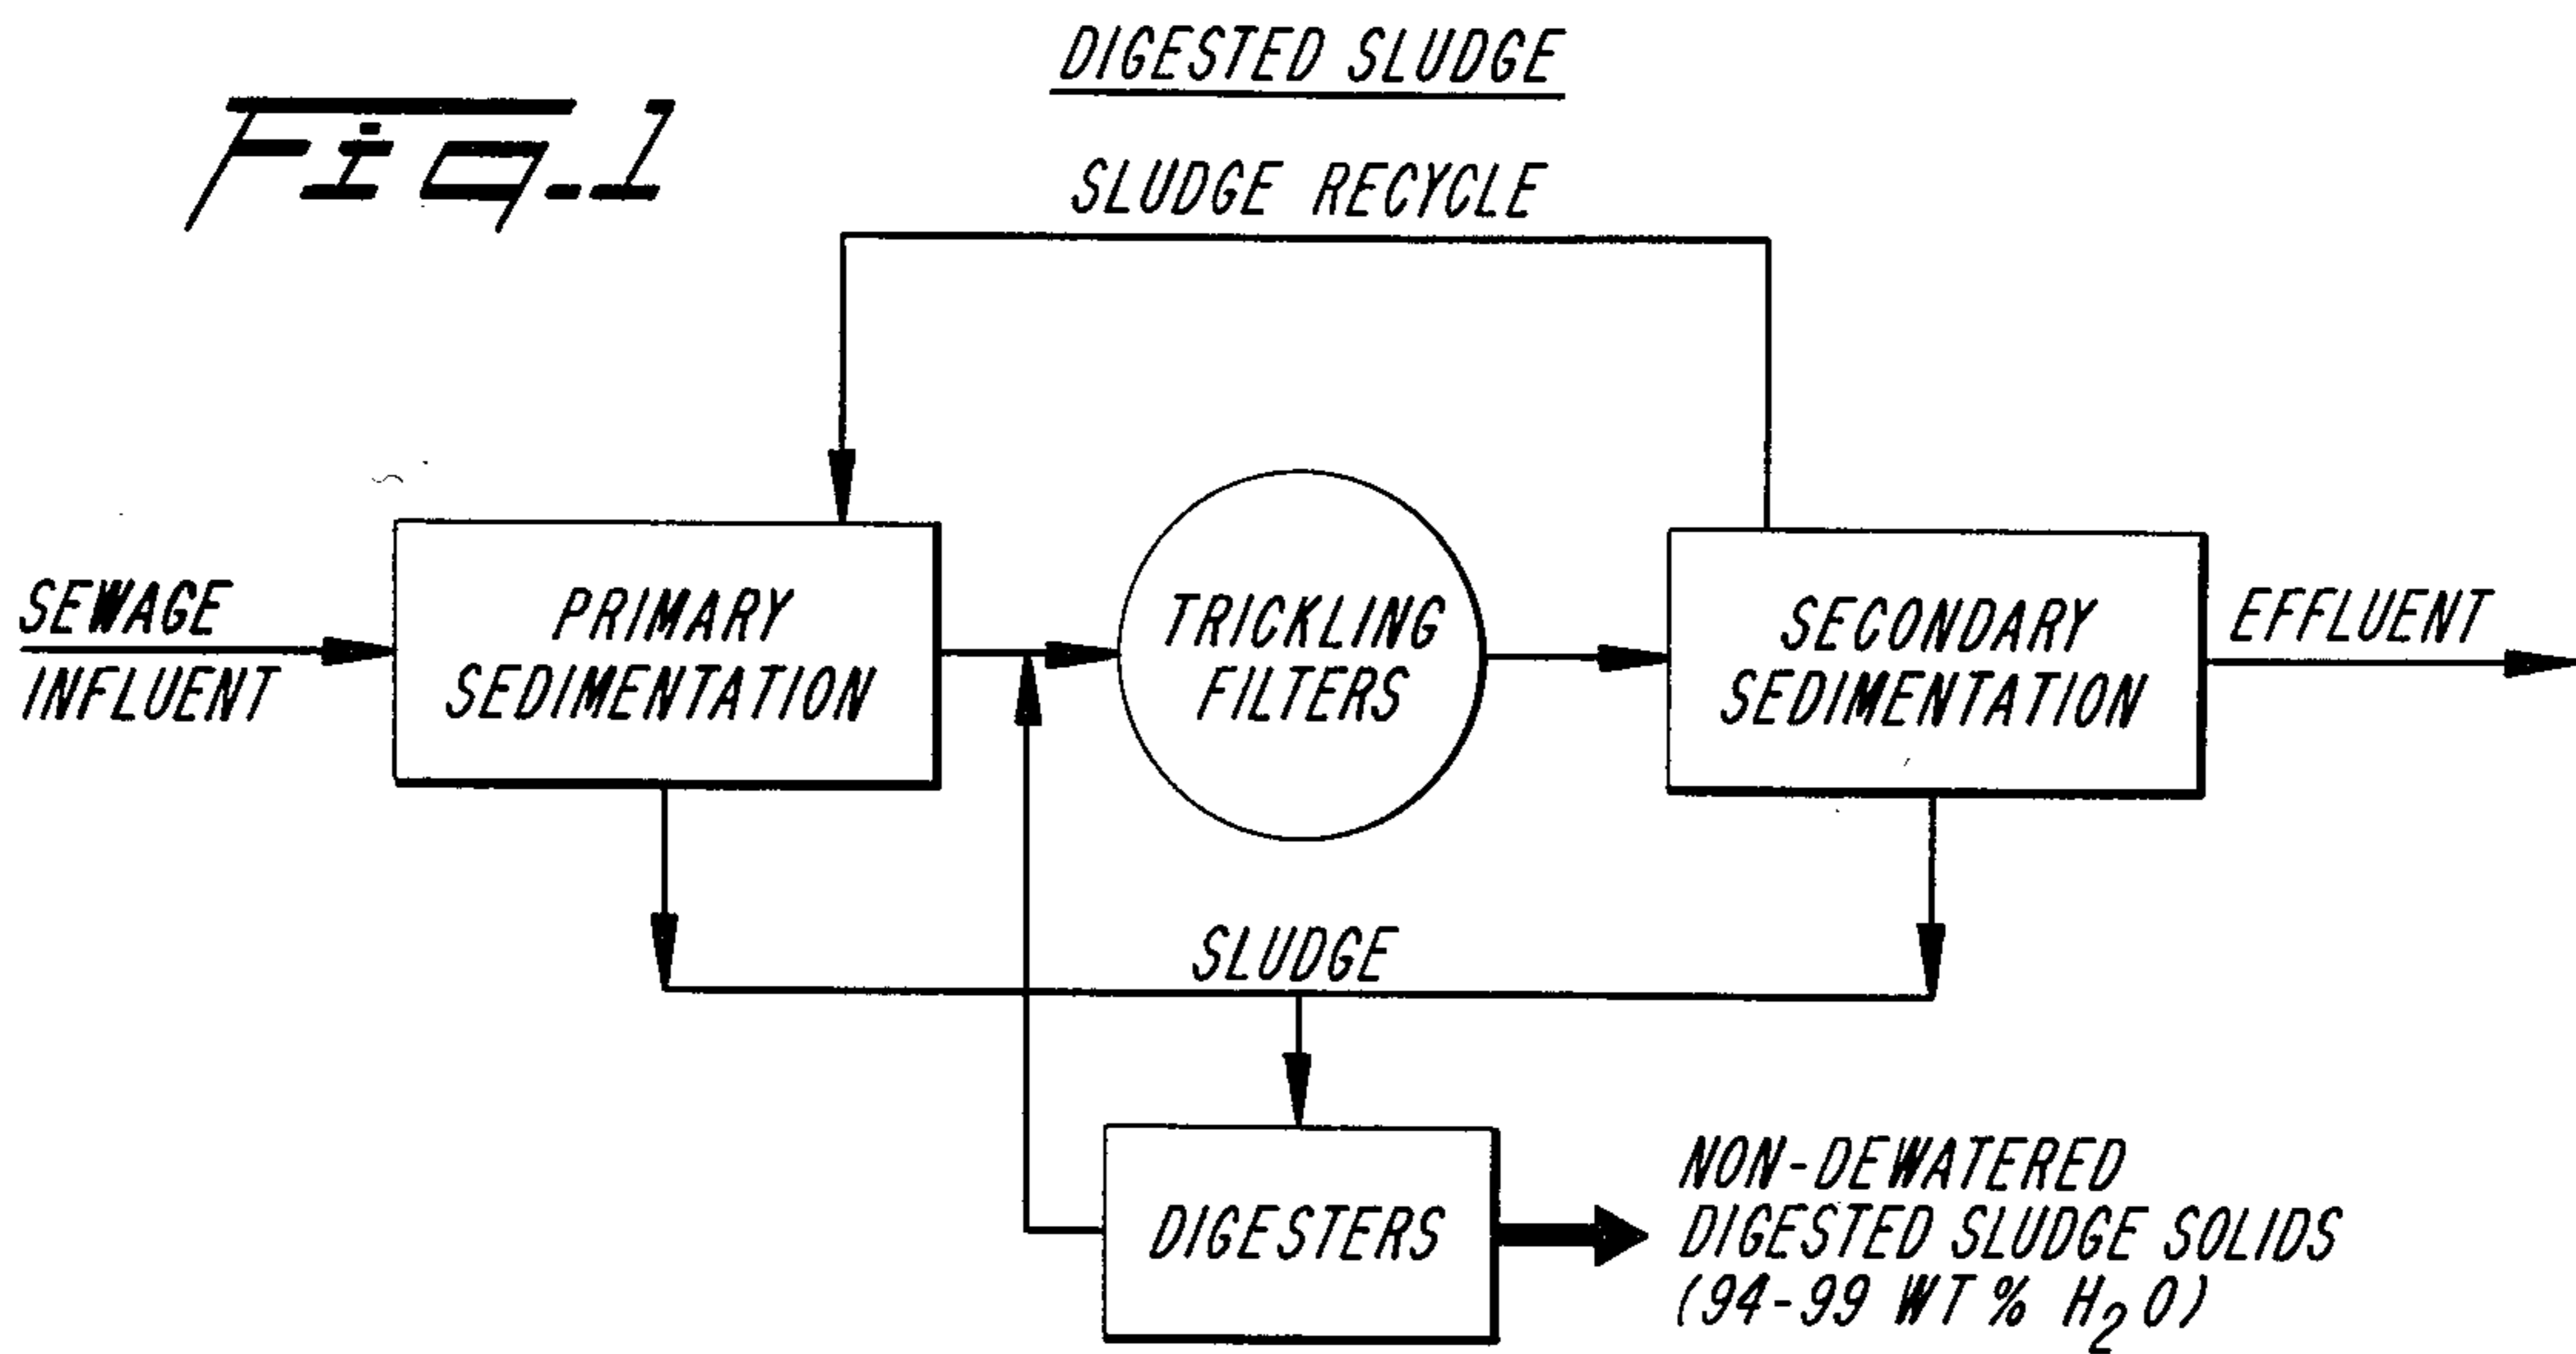 DIGESTED SLUDGE
Fig.1
SLUDGE RECYCLE
SEWAGE
INFLUENT
PRIMARY
SEDIMENTATION
TRICKLING
FILTERS
SECONDARY
SEDIMENTATION
EFFLUENT
SLUDGE
DIGESTERS
NON-DEWATERED
DIGESTED SLUDGE SOLIDS
(94-99 WT % H₂O)